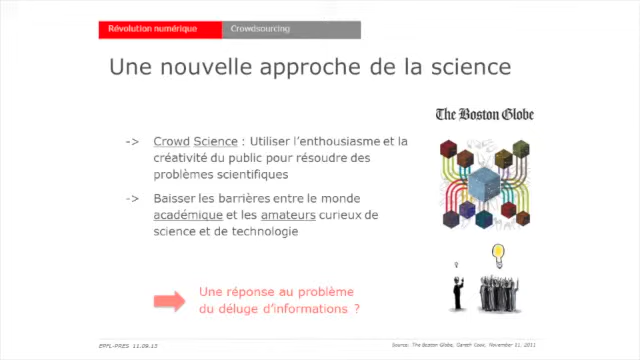 Révolution numérique
Crowdsourcing
Une nouvelle approche de la science
The Boston Globe
-> Crowd Science : Utiliser l'enthousiasme et la
créativité du public pour résoudre des
problèmes scientifiques
-> Baisser les barrières entre le monde
académique et les amateurs curieux de
science et de technologie
Une réponse au problème
du déluge d'informations ?
EPFL-PRES 11.09.13
Source: The Boston Globe, Gareth Cook, November 11, 2011